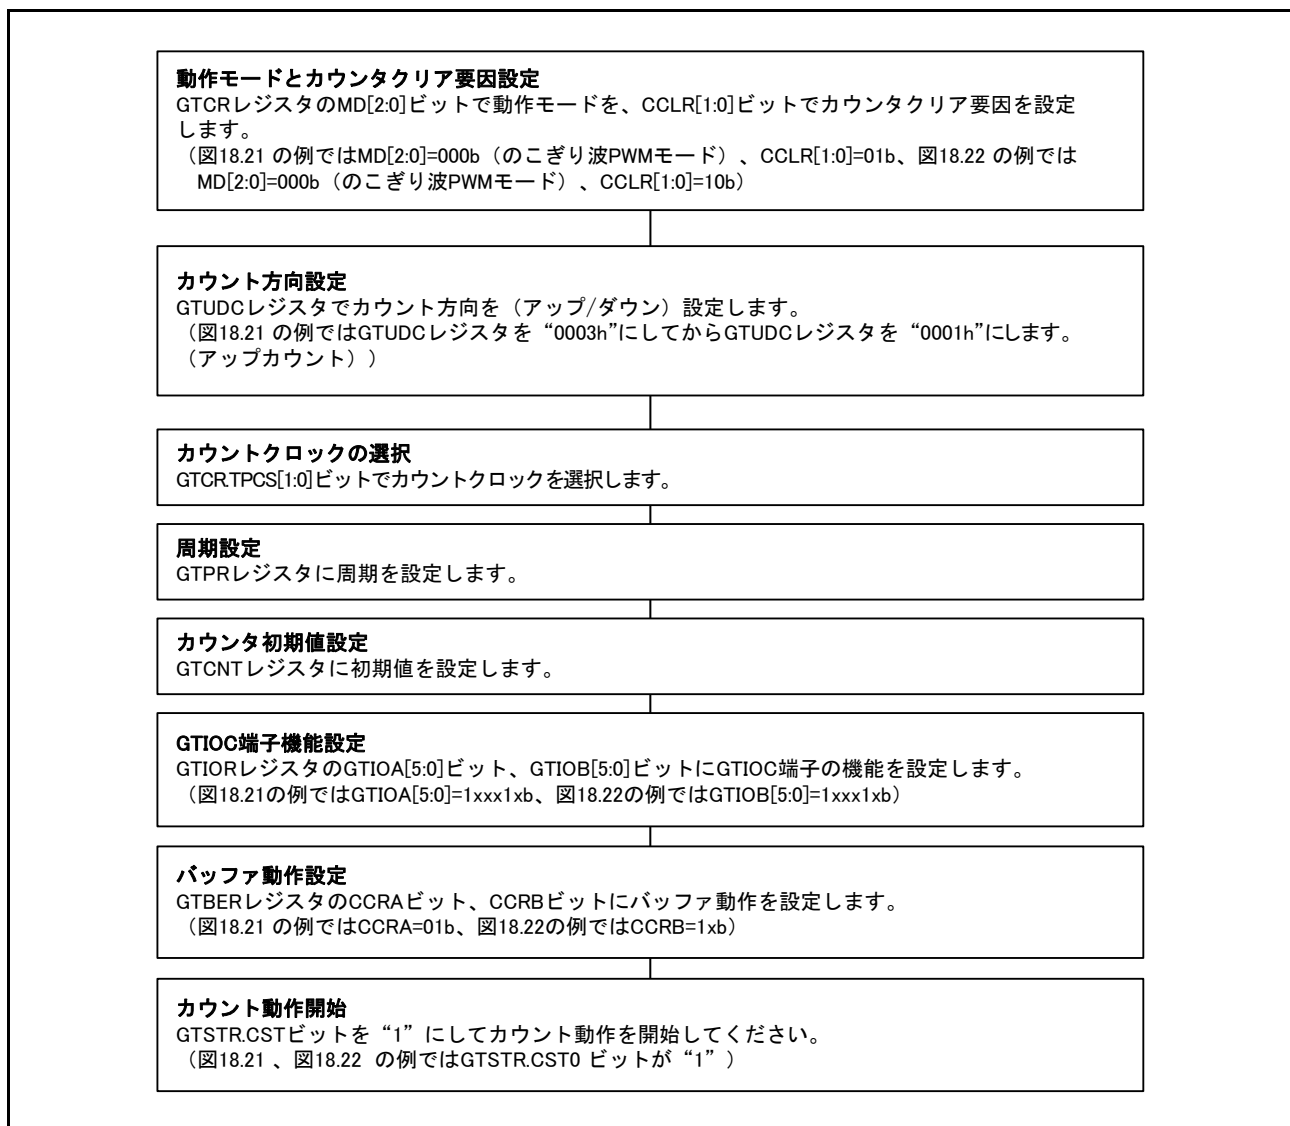 動作モードとカウンタクリア要因設定
GTCRレジスタのMD[2:0]ビットで動作モードを、CCLR[1:0]ビットでカウンタクリア要因を設定
します。
（図18.21 の例ではMD[2:0]=000b（のこぎり波PWMモード）、CCLR[1:0]=01b、図18.22 の例では
MD[2:0]=000b（のこぎり波PWMモード）、CCLR[1:0]=10b）
カウント方向設定
GTUDCレジスタでカウント方向を（アップ/ダウン）設定します。
（図18.21 の例ではGTUDCレジスタを “0003h”にしてからGTUDCレジスタを “0001h”にします。
（アップカウント））
カウントクロックの選択
GTCR.TPCS[1:0]ビットでカウントクロックを選択します。
周期設定
GTPRレジスタに周期を設定します。
カウンタ初期値設定
GTCNTレジスタに初期値を設定します。
GTIOC端子機能設定
GTIORレジスタのGTIOA[5:0]ビット、GTIOB[5:0]ビットにGTIOC端子の機能を設定します。
（図18.21の例ではGTIOA[5:0]=1xxx1xb、図18.22の例ではGTIOB[5:0]=1xxx1xb）
バッファ動作設定
GTBERレジスタのCCRAビット、CCRBビットにバッファ動作を設定します。
（図18.21 の例ではCCRA=01b、図18.22の例ではCCRB=1xb）
カウント動作開始
GTSTR.CSTビットを “1” にしてカウント動作を開始してください。
（図18.21 、図18.22 の例ではGTSTR.CST0 ビットが “1” ）